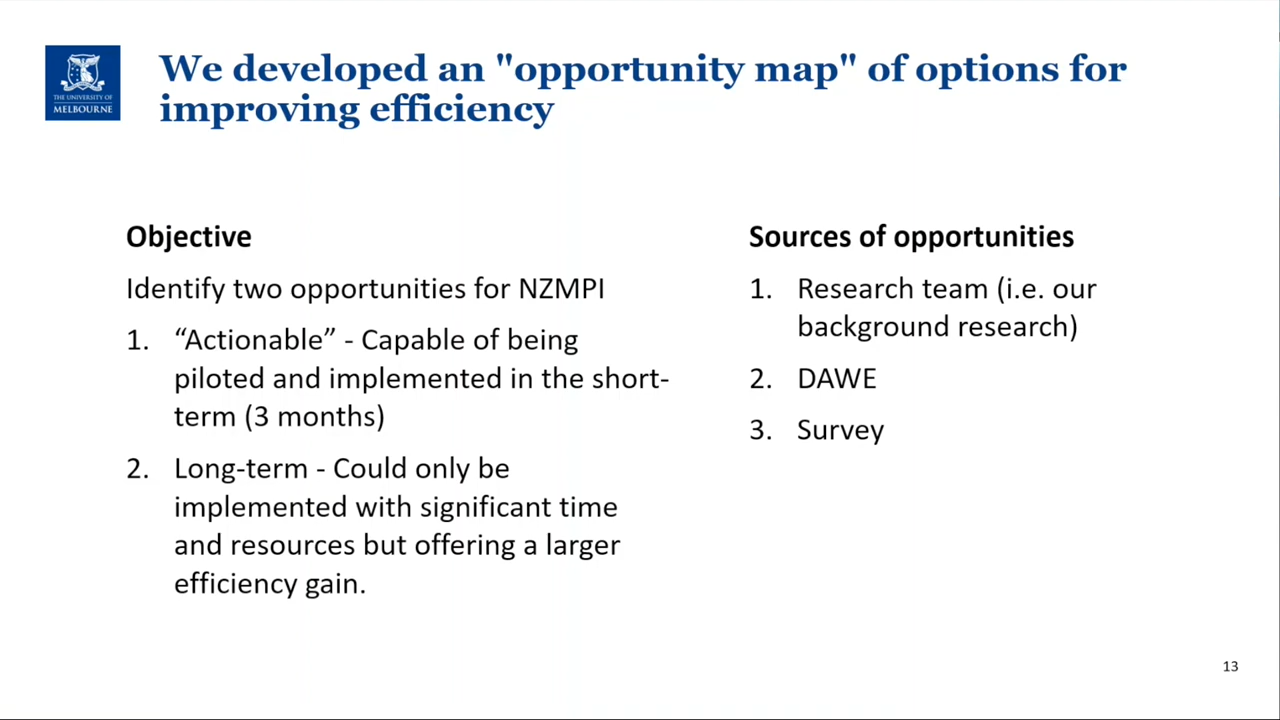 THE UNIVERSITY OF
MELBOURNE
We developed an "opportunity map" of options for
improving efficiency
Objective
Identify two opportunities for NZMPI
1. “Actionable” - Capable of being
piloted and implemented in the short-
term (3 months)
2. Long-term - Could only be
implemented with significant time
and resources but offering a larger
efficiency gain.
Sources of opportunities
1. Research team (i.e. our
background research)
2. DAWE
3. Survey
13